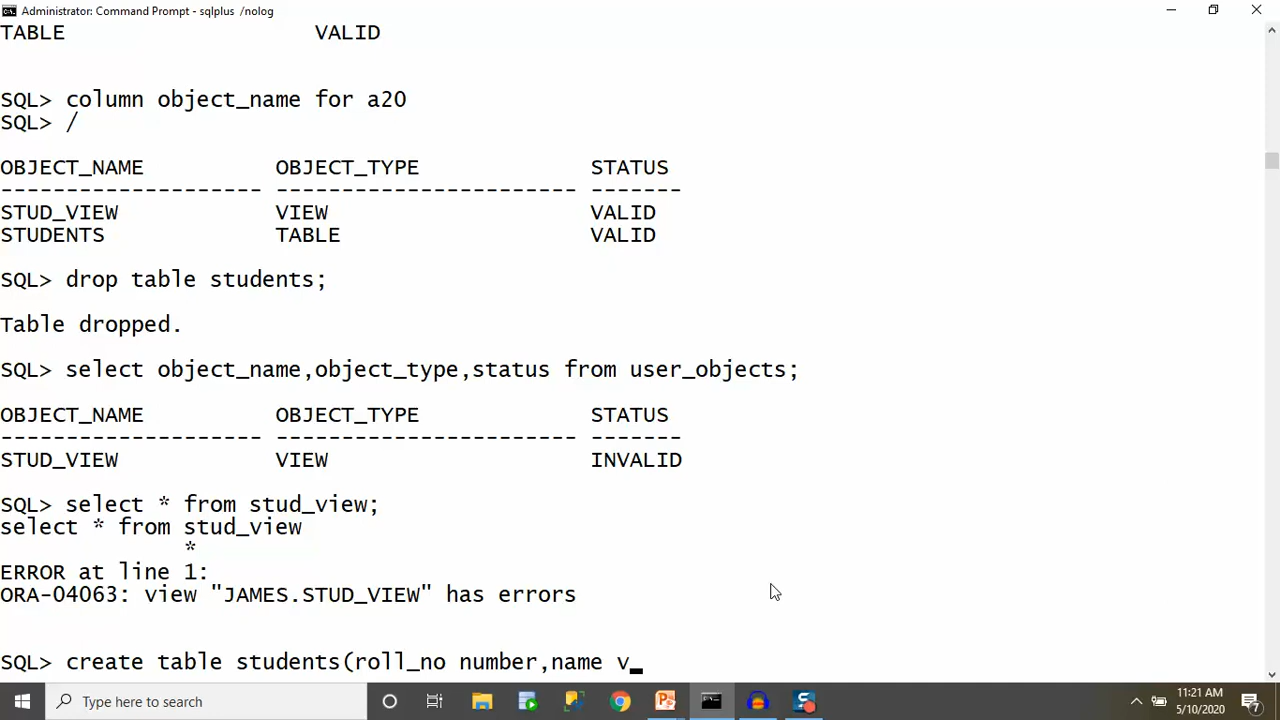 Administrator: Command Prompt - sqlplus /nolog
TABLE VALID
SQL> column object_name for a20
SQL> /
OBJECT_NAME OBJECT_TYPE STATUS
-------------------- ----------------------- -------
STUD_VIEW VIEW VALID
STUDENTS TABLE VALID
SQL> drop table students;
Table dropped.
SQL> select object_name,object_type,status from user_objects;
OBJECT_NAME OBJECT_TYPE STATUS
-------------------- ----------------------- -------
STUD_VIEW VIEW INVALID
SQL> select * from stud_view;
select * from stud_view
*
ERROR at line 1:
ORA-04063: view "JAMES.STUD_VIEW" has errors
SQL> create table students(roll_no number,name v_
Type here to search
11:21 AM
5/10/2020
7